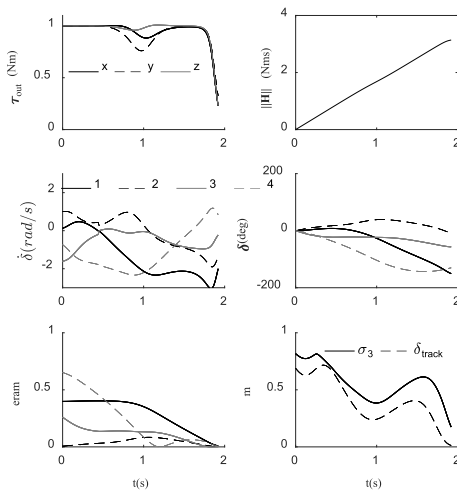 1
0.5
0
0 1 2
τout (Nm)
x y z
4
2
0
0 1 2
||H|| (Nms)
1 2 3 4
2
0
-2
0 1 2
δ̇(rad/s)
200
0
-200
0 1 2
δ(deg)
1
0.5
0
0 1 2
eram
t(s)
σ3 δtrack
1
0.5
0
0 1 2
m
t(s)